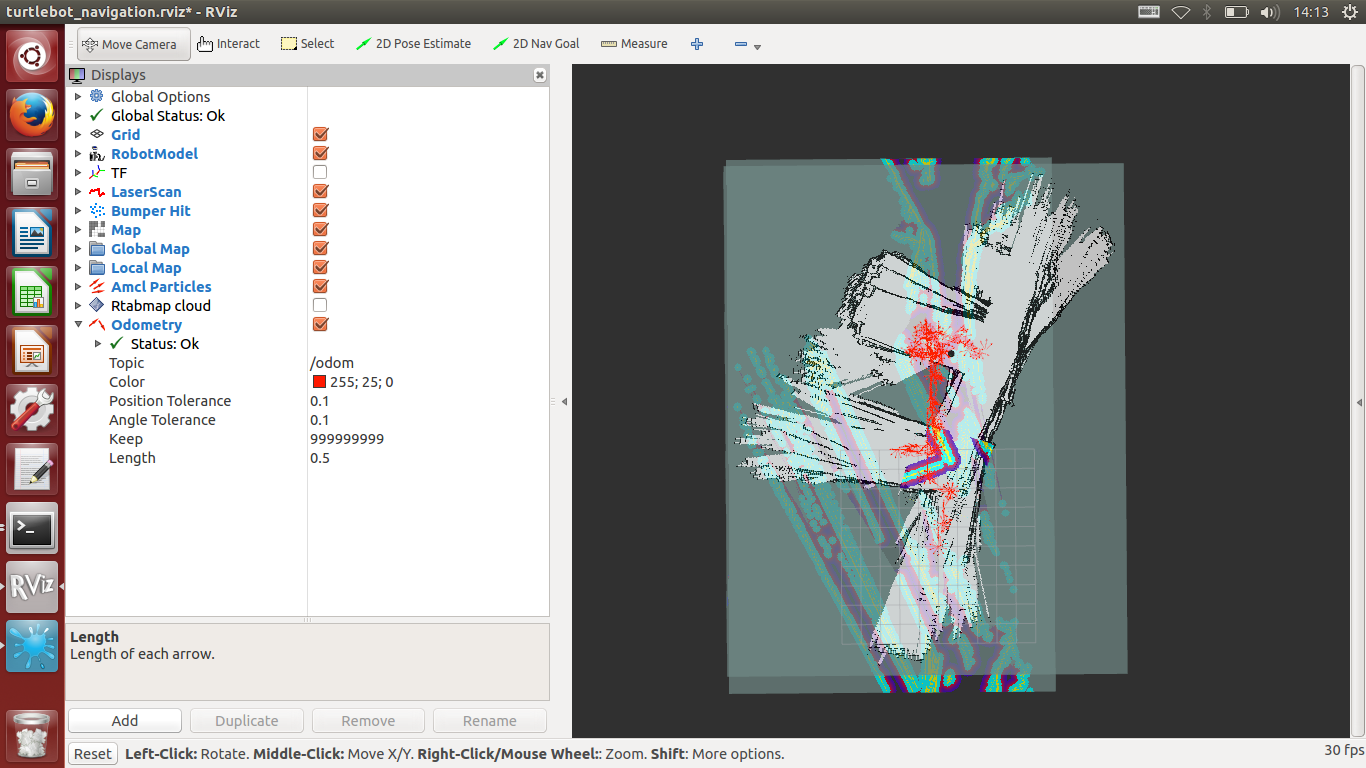 turtlebot_navigation.rviz* - RViz
14:13
Move Camera Interact Select 2D Pose Estimate 2D Nav Goal Measure
Displays
Global Options
Global Status: Ok
Grid
RobotModel
TF
LaserScan
Bumper Hit
Map
Global Map
Local Map
Amcl Particles
Rtabmap cloud
Odometry
Status: Ok
Topic /odom
Color 255; 25; 0
Position Tolerance 0.1
Angle Tolerance 0.1
Keep 999999999
Length 0.5
RViz
Length
Length of each arrow.
Add Duplicate Remove Rename
Reset Left-Click: Rotate. Middle-Click: Move X/Y. Right-Click/Mouse Wheel:: Zoom. Shift: More options. 30 fps